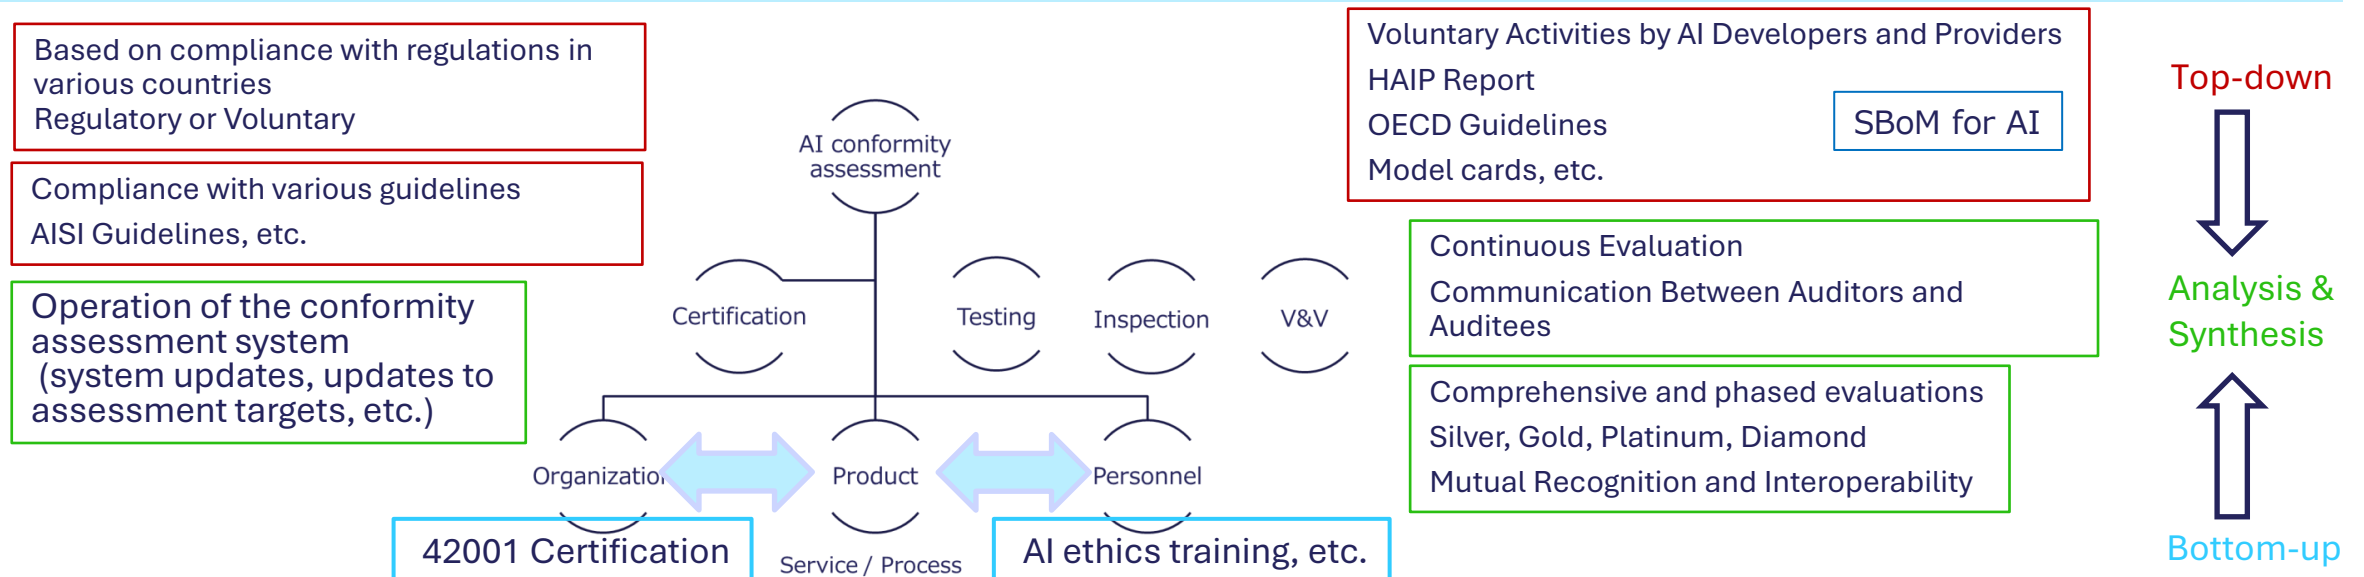 Based on compliance with regulations in
various countries
Regulatory or Voluntary
Compliance with various guidelines
AISI Guidelines, etc.
Operation of the conformity
assessment system
(system updates, updates to
assessment targets, etc.)
AI conformity
assessment
Certification
Testing
Inspection
V&V
Organization
Product
Personnel
42001 Certification
Service / Process
AI ethics training, etc.
Voluntary Activities by AI Developers and Providers
HAIP Report
OECD Guidelines
Model cards, etc.
SBoM for AI
Continuous Evaluation
Communication Between Auditors and
Auditees
Comprehensive and phased evaluations
Silver, Gold, Platinum, Diamond
Mutual Recognition and Interoperability
Top-down
Analysis &
Synthesis
Bottom-up